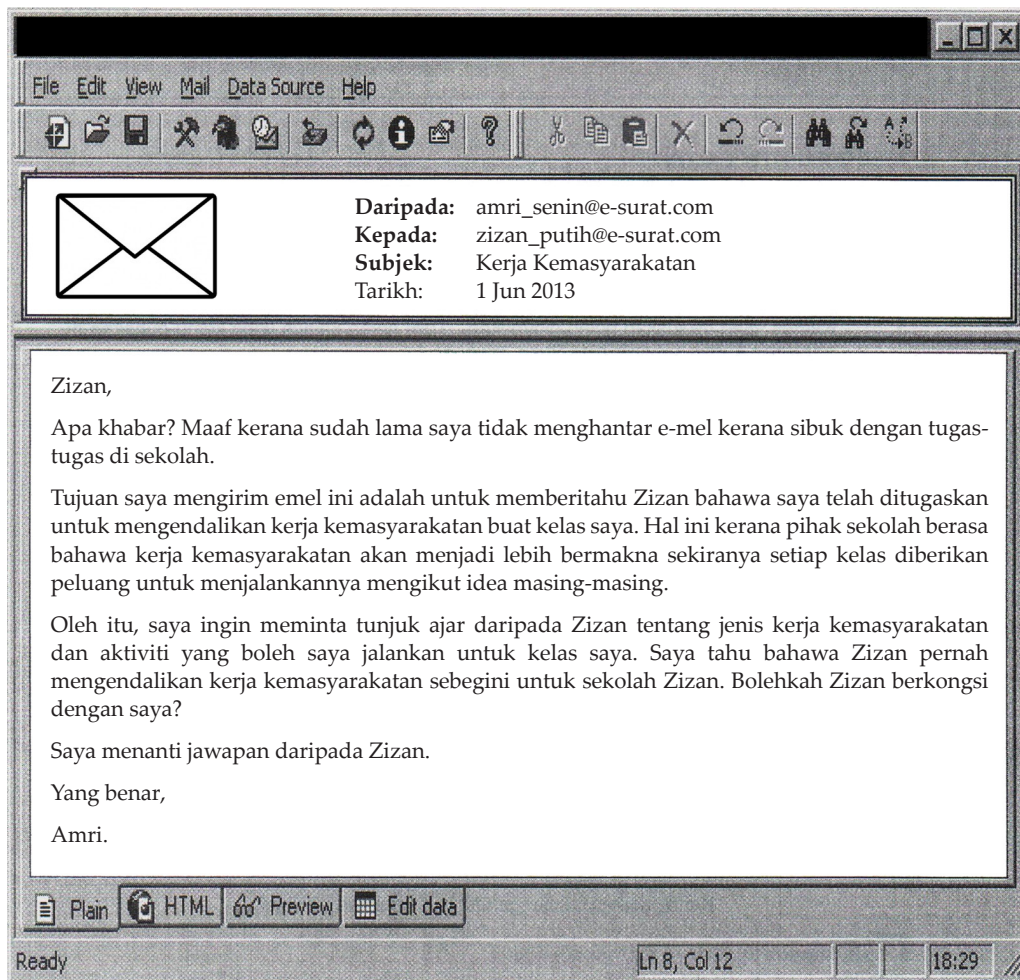 File Edit View Mail Data Source Help
Daripada: amri_senin@e-surat.com
Kepada: zizan_putih@e-surat.com
Subjek: Kerja Kemasyarakatan
Tarikh: 1 Jun 2013
Zizan,
Apa khabar? Maaf kerana sudah lama saya tidak menghantar e-mel kerana sibuk dengan tugas-
tugas di sekolah.
Tujuan saya mengirim emel ini adalah untuk memberitahu Zizan bahawa saya telah ditugaskan
untuk mengendalikan kerja kemasyarakatan buat kelas saya. Hal ini kerana pihak sekolah berasa
bahawa kerja kemasyarakatan akan menjadi lebih bermakna sekiranya setiap kelas diberikan
peluang untuk menjalankannya mengikut idea masing-masing.
Oleh itu, saya ingin meminta tunjuk ajar daripada Zizan tentang jenis kerja kemasyarakatan
dan aktiviti yang boleh saya jalankan untuk kelas saya. Saya tahu bahawa Zizan pernah
mengendalikan kerja kemasyarakatan sebegini untuk sekolah Zizan. Bolehkah Zizan berkongsi
dengan saya?
Saya menanti jawapan daripada Zizan.
Yang benar,
Amri.
Plain HTML Preview Edit data
Ready Ln 8, Col 12 18:29